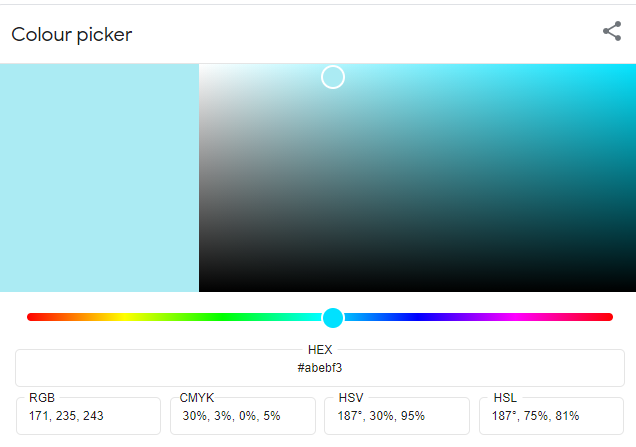 Colour picker
HEX
#abebf3
RGB
171, 235, 243
CMYK
30%, 3%, 0%, 5%
HSV
187°, 30%, 95%
HSL
187°, 75%, 81%